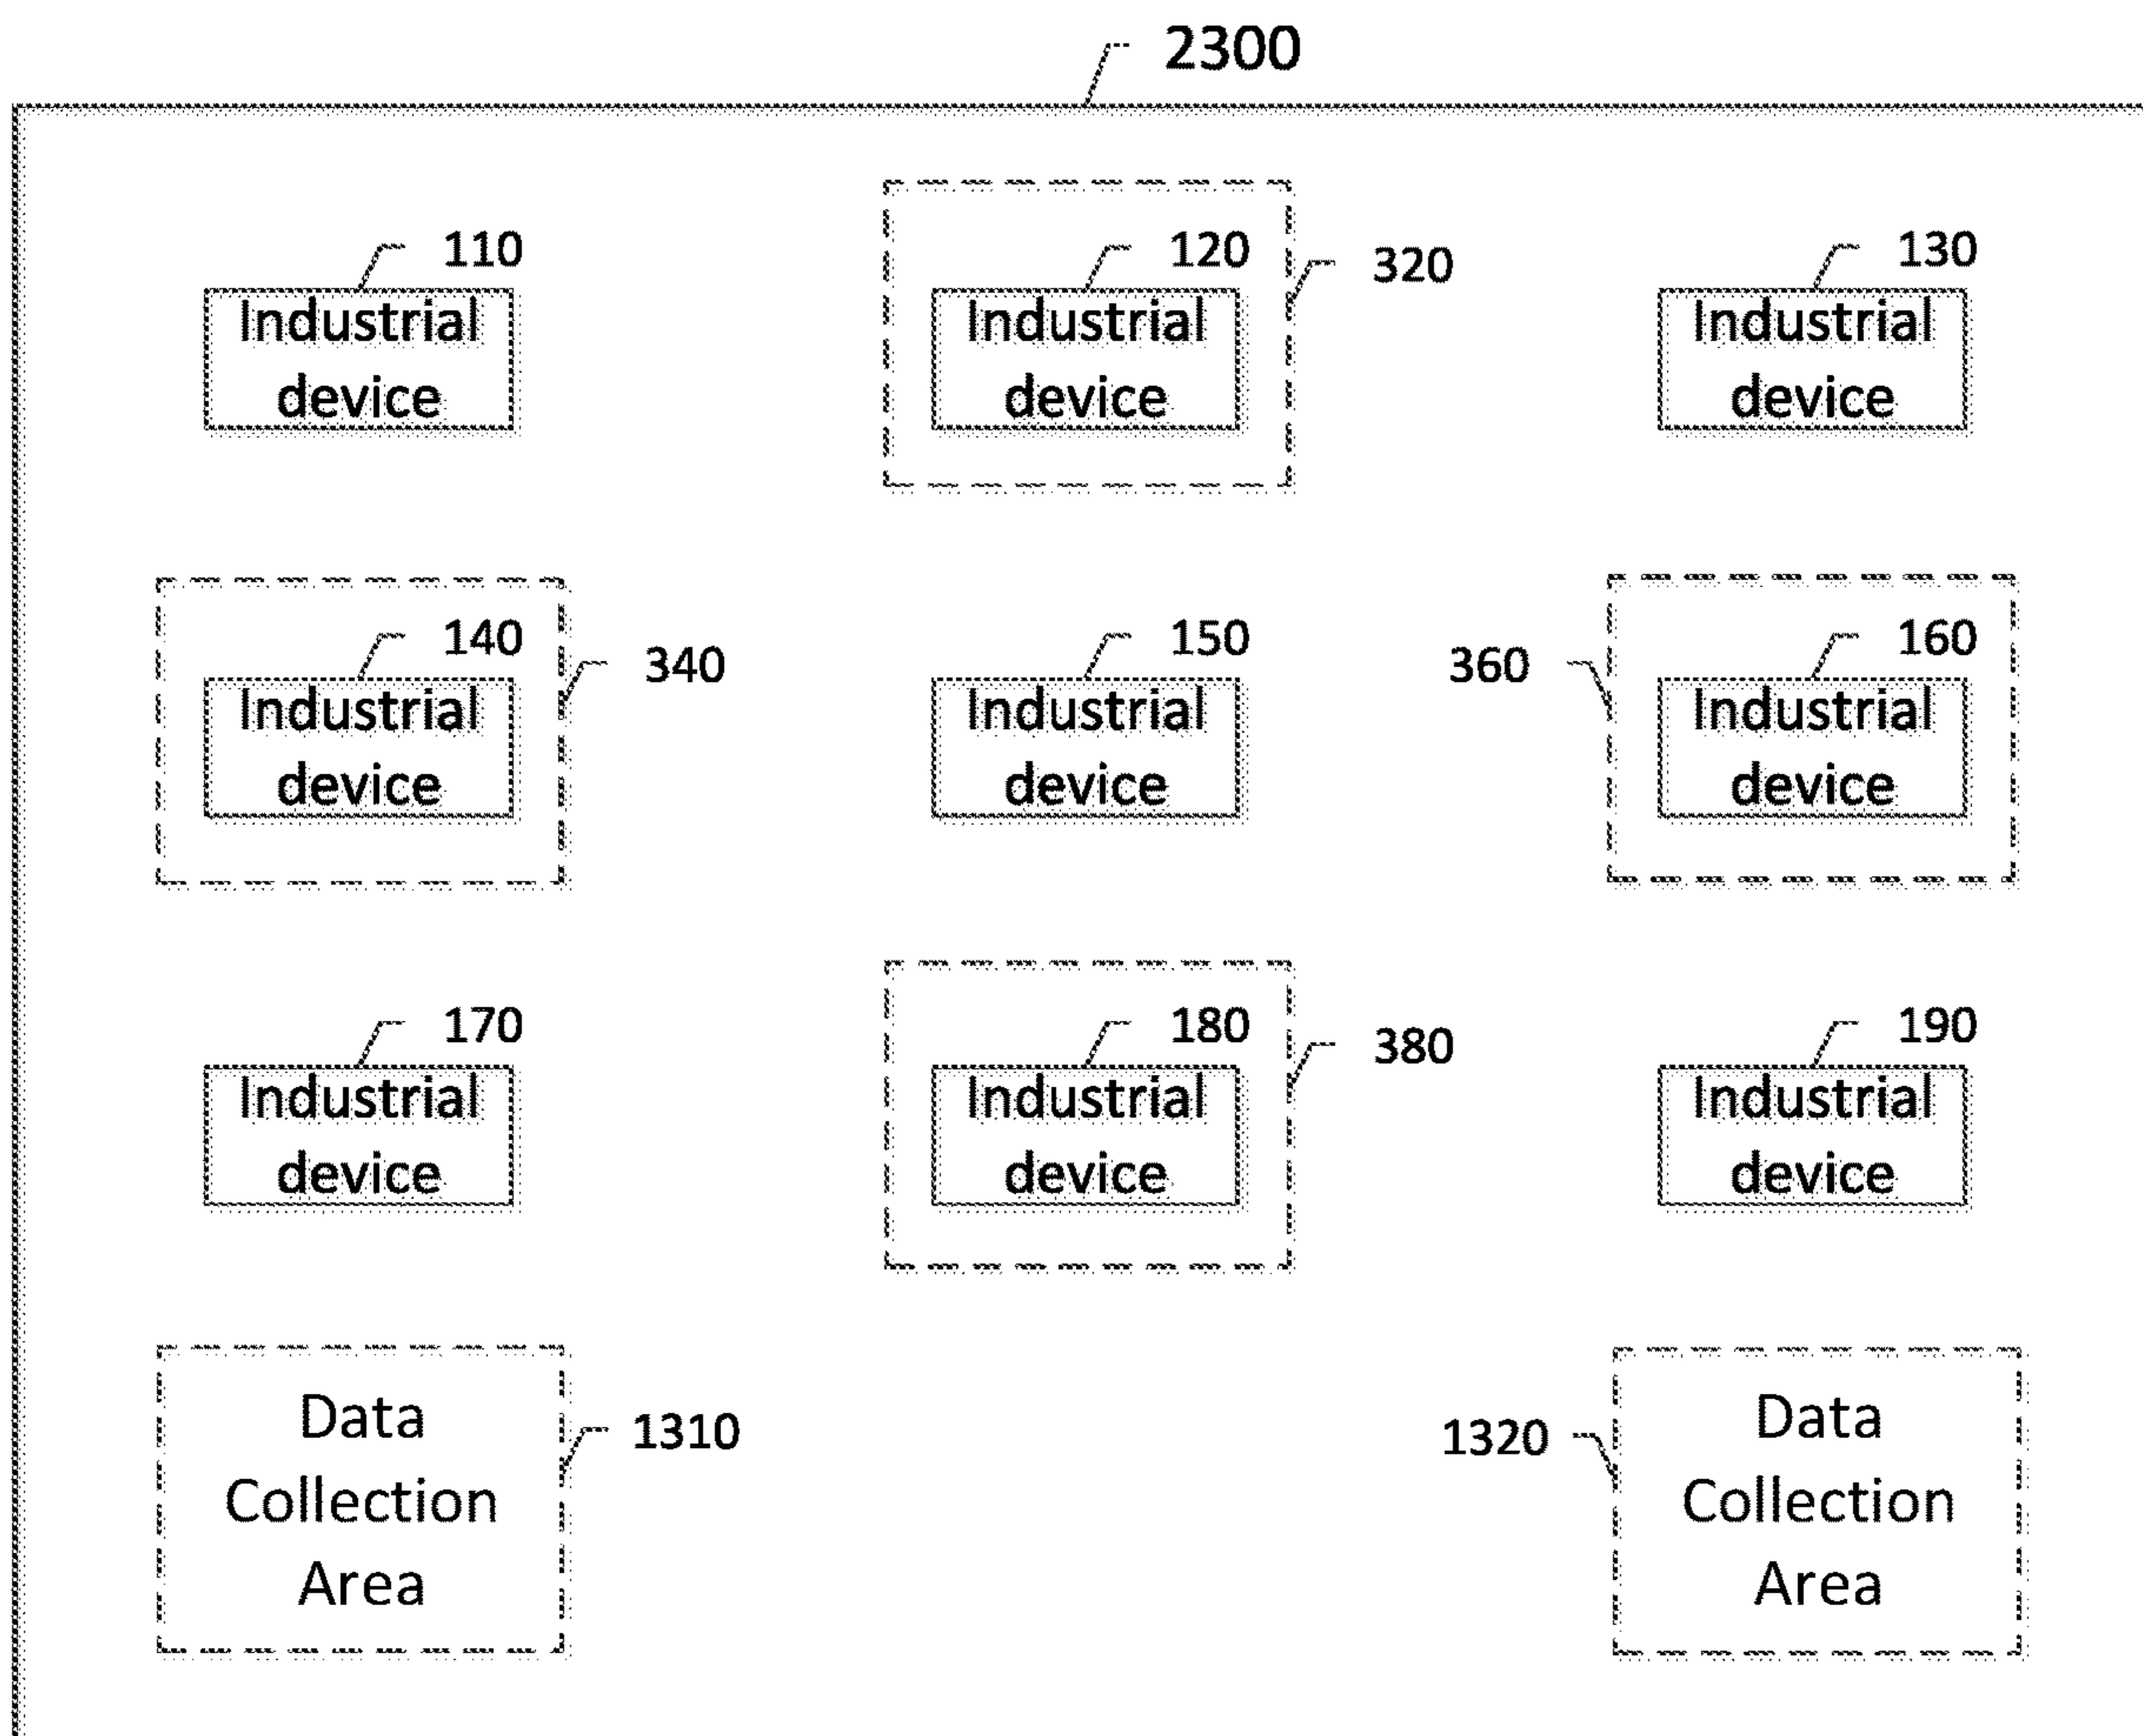 2300
110
120
320
130
Industrial
device
Industrial
device
Industrial
device
140
340
150
360
160
Industrial
device
Industrial
device
Industrial
device
170
180
380
190
Industrial
device
Industrial
device
Industrial
device
Data
Collection
Area
1310
1320
Data
Collection
Area